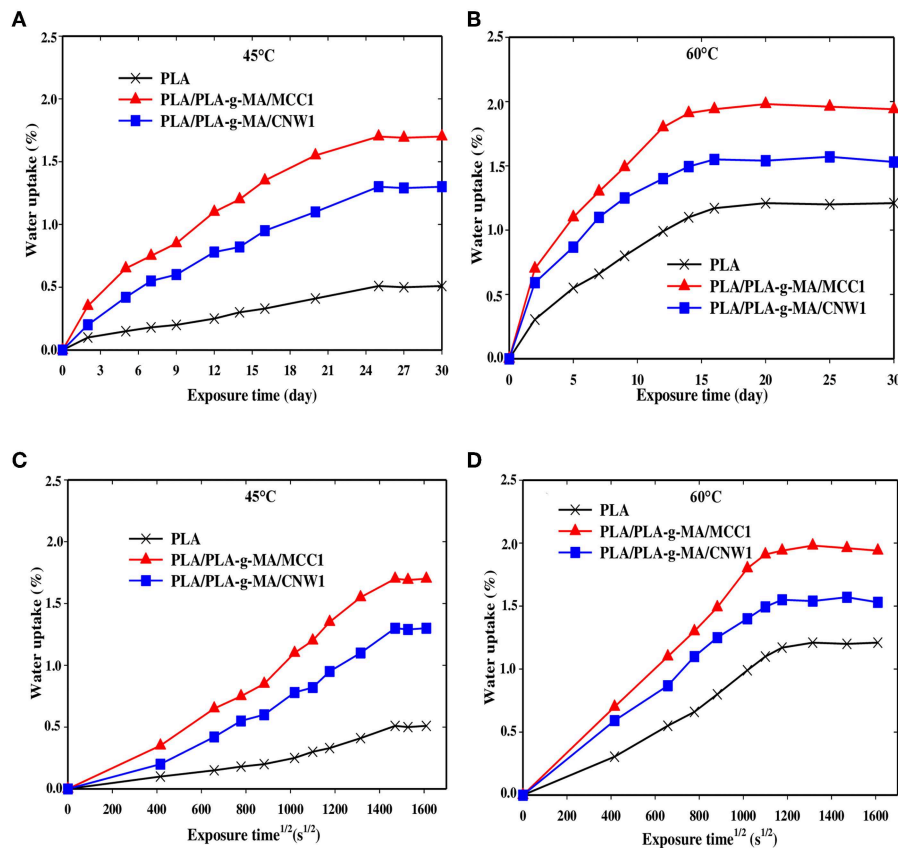 A
45°C
PLA
PLA/PLA-g-MA/MCC1
PLA/PLA-g-MA/CNW1
Water uptake (%)
2.5
2.0
1.5
1.0
0.5
0.0
0 3 6 9 12 15 18 21 24 27 30
Exposure time (day)
B
60°C
PLA
PLA/PLA-g-MA/MCC1
PLA/PLA-g-MA/CNW1
Water uptake (%)
2.5
2.0
1.5
1.0
0.5
0.0
0 5 10 15 20 25 30
Exposure time (day)
C
45°C
PLA
PLA/PLA-g-MA/MCC1
PLA/PLA-g-MA/CNW1
Water uptake (%)
2.5
2.0
1.5
1.0
0.5
0.0
0 200 400 600 800 1000 1200 1400 1600
Exposure time^1/2 (s^1/2)
D
60°C
PLA
PLA/PLA-g-MA/MCC1
PLA/PLA-g-MA/CNW1
Water uptake (%)
2.5
2.0
1.5
1.0
0.5
0.0
0 200 400 600 800 1000 1200 1400 1600
Exposure time^1/2 (s^1/2)